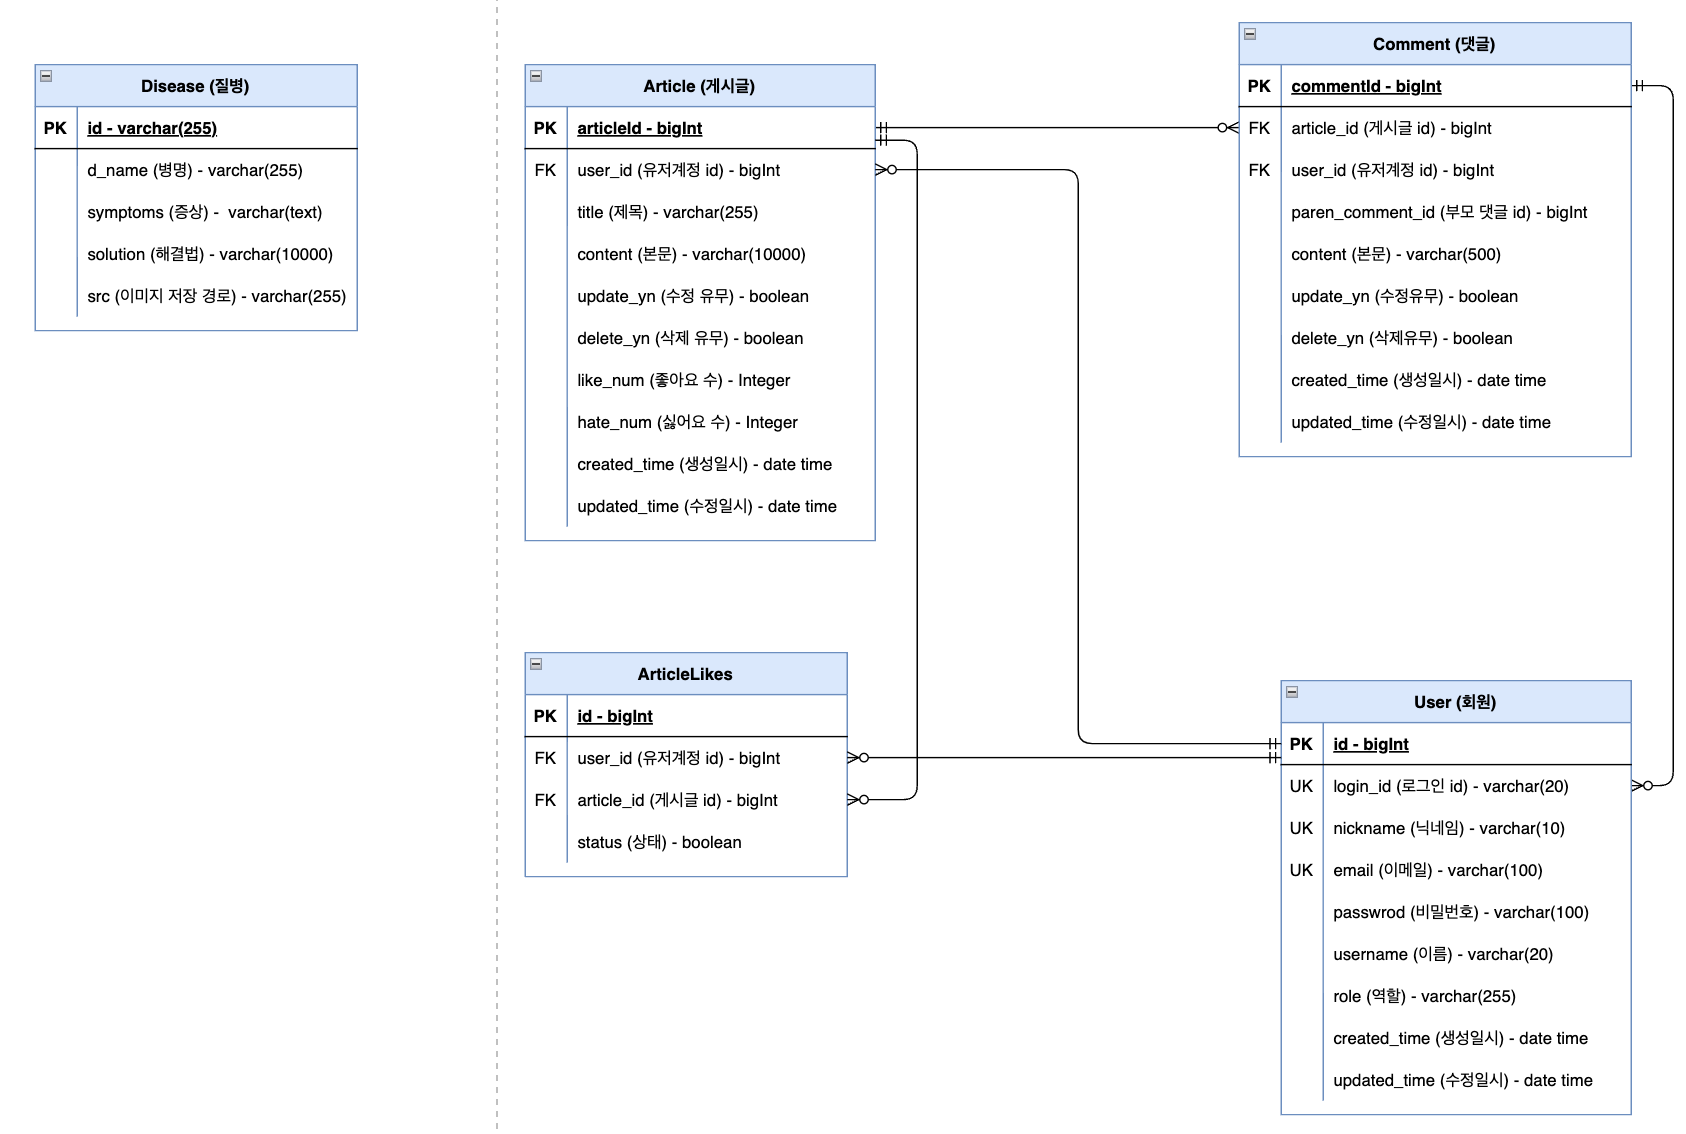 Disease (질병)
PK id - varchar(255)
d_name (병명) - varchar(255)
symptoms (증상) -  varchar(text)
solution (해결법) - varchar(10000)
src (이미지 저장 경로) - varchar(255)
Article (게시글)
PK articleId - bigInt
FK user_id (유저계정 id) - bigInt
title (제목) - varchar(255)
content (본문) - varchar(10000)
update_yn (수정 유무) - boolean
delete_yn (삭제 유무) - boolean
like_num (좋아요 수) - Integer
hate_num (싫어요 수) - Integer
created_time (생성일시) - date time
updated_time (수정일시) - date time
Comment (댓글)
PK commentId - bigInt
FK article_id (게시글 id) - bigInt
FK user_id (유저계정 id) - bigInt
paren_comment_id (부모 댓글 id) - bigInt
content (본문) - varchar(500)
update_yn (수정유무) - boolean
delete_yn (삭제유무) - boolean
created_time (생성일시) - date time
updated_time (수정일시) - date time
ArticleLikes
PK id - bigInt
FK user_id (유저계정 id) - bigInt
FK article_id (게시글 id) - bigInt
status (상태) - boolean
User (회원)
PK id - bigInt
UK login_id (로그인 id) - varchar(20)
UK nickname (닉네임) - varchar(10)
UK email (이메일) - varchar(100)
passwrod (비밀번호) - varchar(100)
username (이름) - varchar(20)
role (역할) - varchar(255)
created_time (생성일시) - date time
updated_time (수정일시) - date time